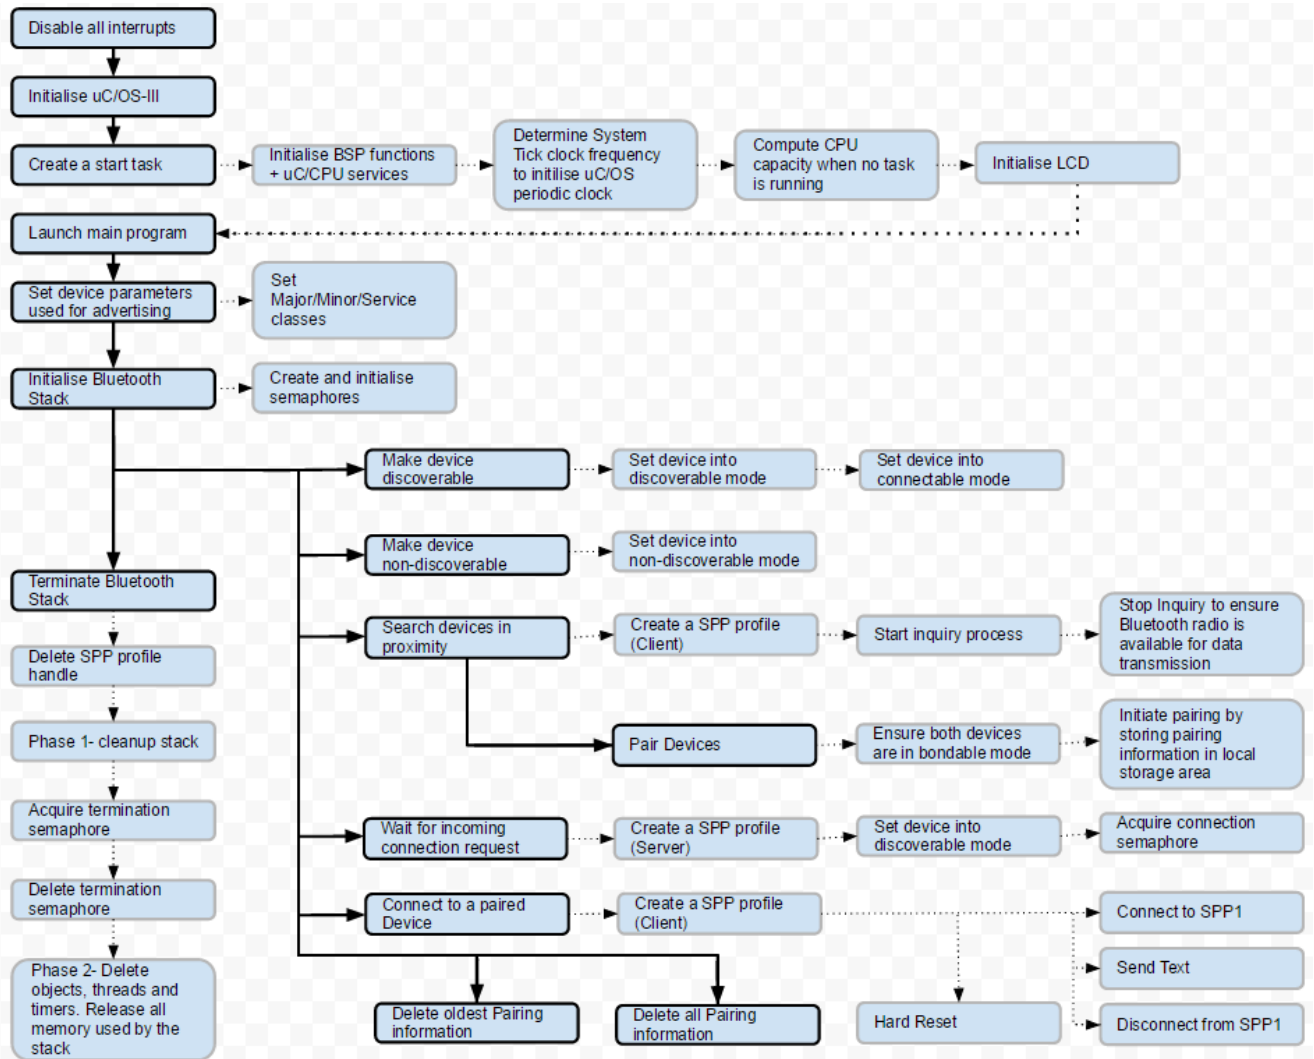 Disable all interrupts
Initialise uC/OS-III
Create a start task
Initialise BSP functions
+ uC/CPU services
Determine System
Tick clock frequency
to initilise uC/OS
periodic clock
Compute CPU
capacity when no task
is running
Initialise LCD
Launch main program
Set device parameters
used for advertising
Set
Major/Minor/Service
classes
Initialise Bluetooth
Stack
Create and initialise
semaphores
Make device
discoverable
Set device into
discoverable mode
Set device into
connectable mode
Make device
non-discoverable
Set device into
non-discoverable mode
Terminate Bluetooth
Stack
Search devices in
proximity
Create a SPP profile
(Client)
Start inquiry process
Stop Inquiry to ensure
Bluetooth radio is
available for data
transmission
Delete SPP profile
handle
Phase 1- cleanup stack
Pair Devices
Ensure both devices
are in bondable mode
Initiate pairing by
storing pairing
information in local
storage area
Acquire termination
semaphore
Wait for incoming
connection request
Create a SPP profile
(Server)
Set device into
discoverable mode
Acquire connection
semaphore
Delete termination
semaphore
Connect to a paired
Device
Create a SPP profile
(Client)
Connect to SPP1
Send Text
Phase 2- Delete
objects, threads and
timers. Release all
memory used by the
stack
Delete oldest Pairing
information
Delete all Pairing
information
Hard Reset
Disconnect from SPP1